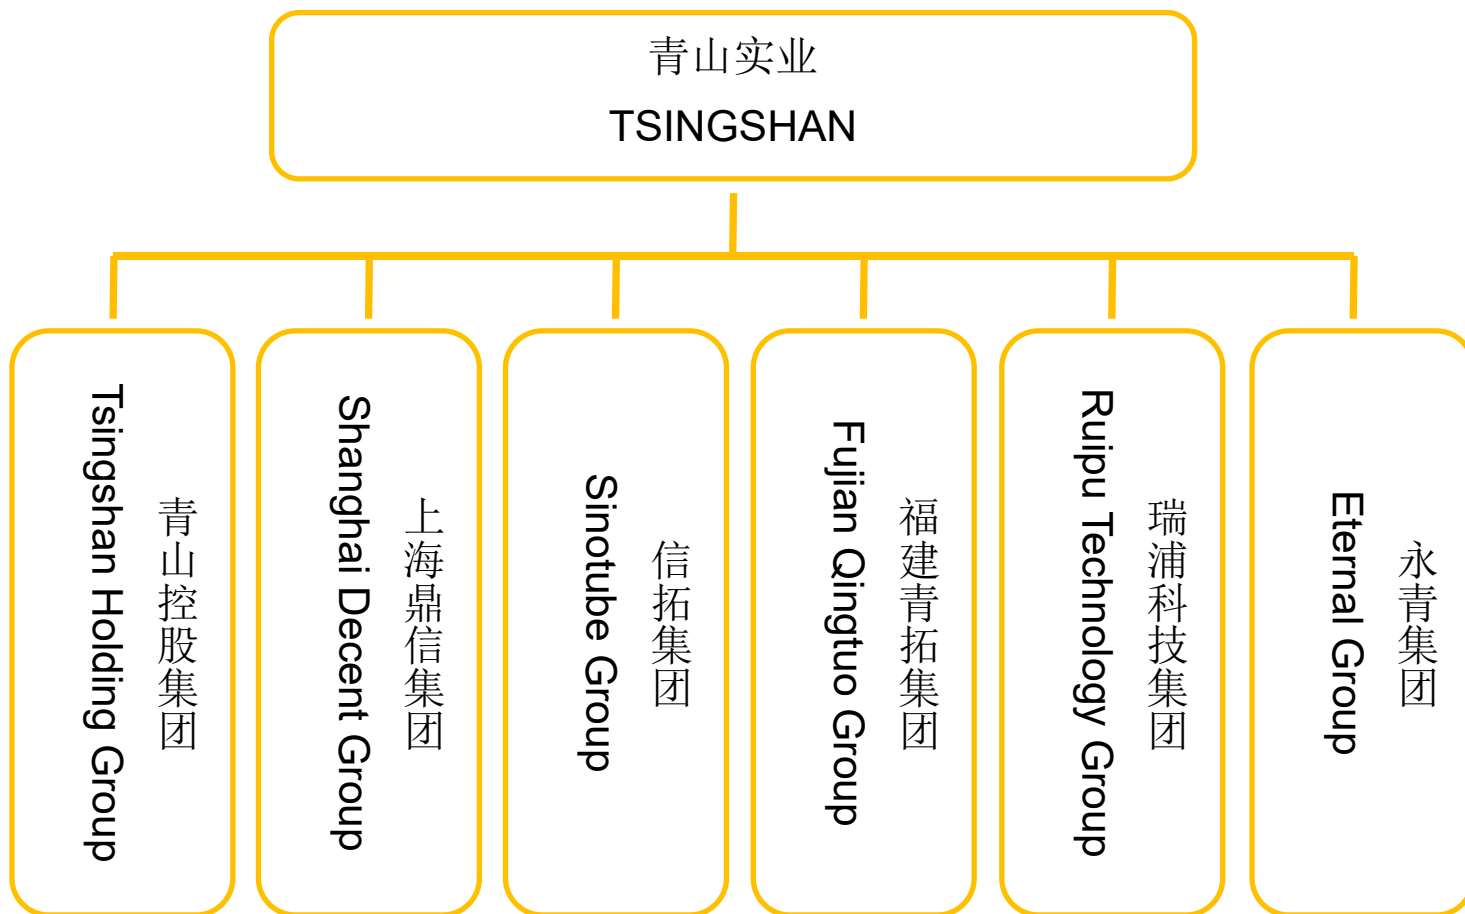 青山实业
TSINGSHAN
青山控股集团
Tsingshan Holding Group
上海鼎信集团
Shanghai Decent Group
信拓集团
Sinotube Group
福建青拓集团
Fujian Qingtuo Group
瑞浦科技集团
Ruipu Technology Group
永青集团
Eternal Group